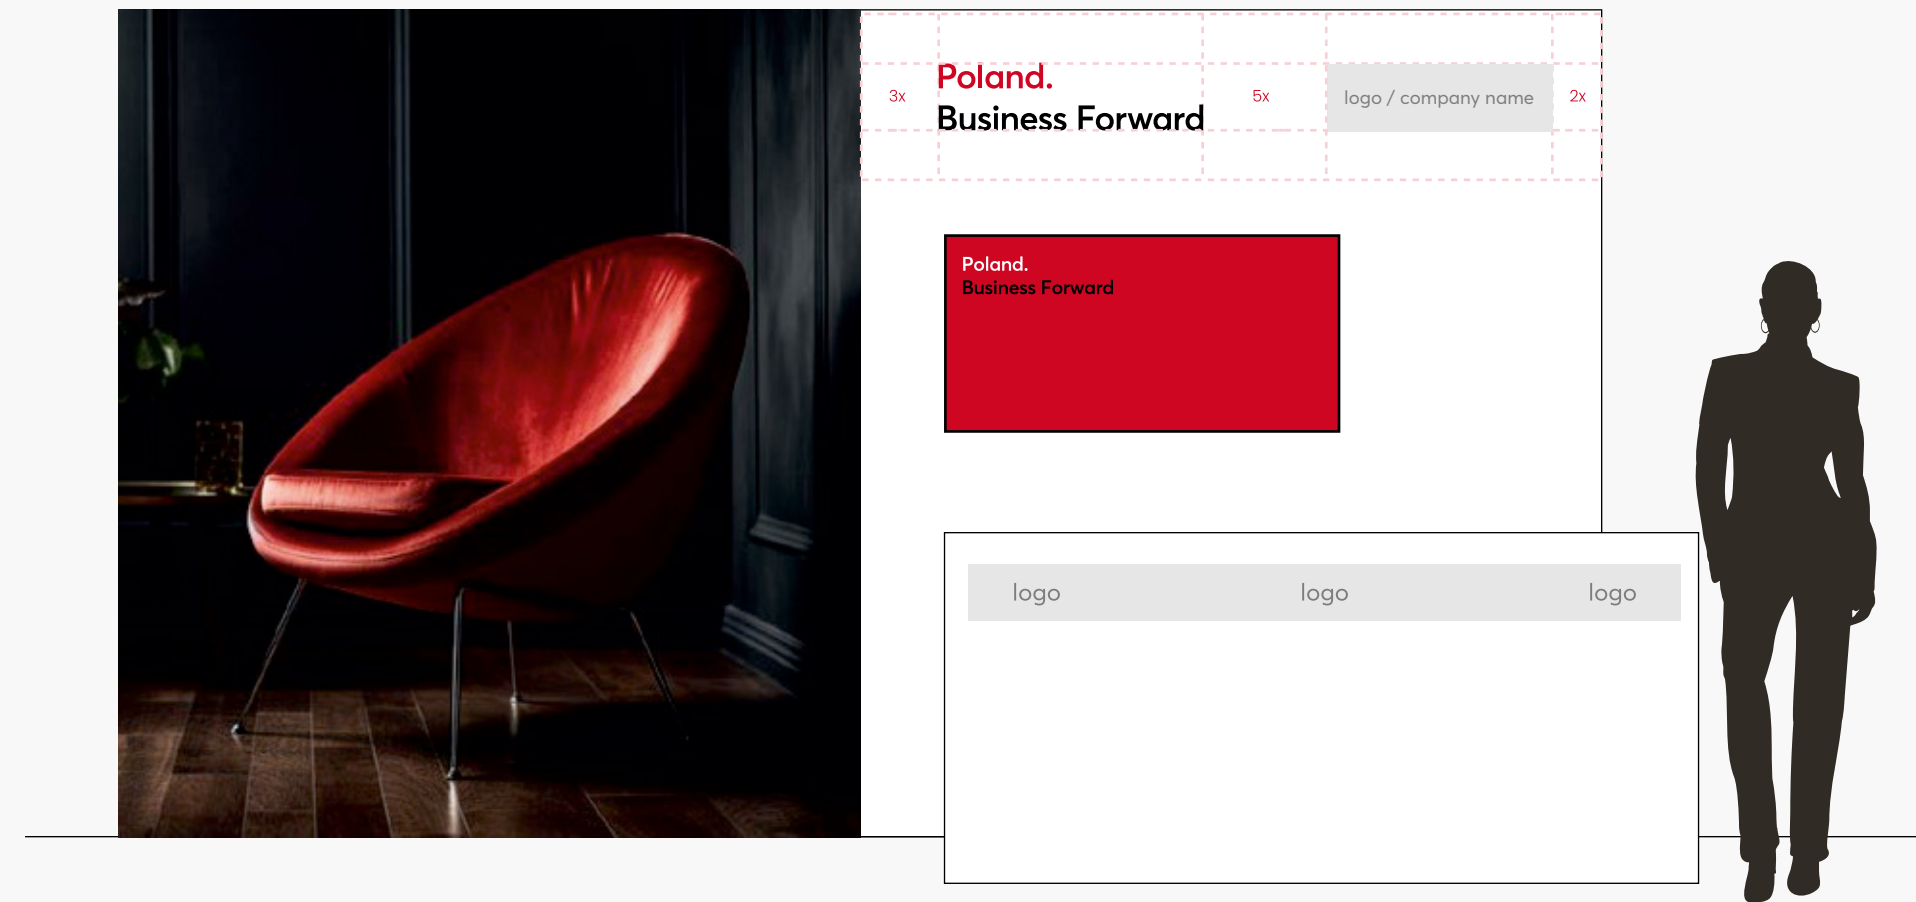 3x
Poland.
Business Forward
5x
logo / company name
2x
Poland.
Business Forward
logo
logo
logo